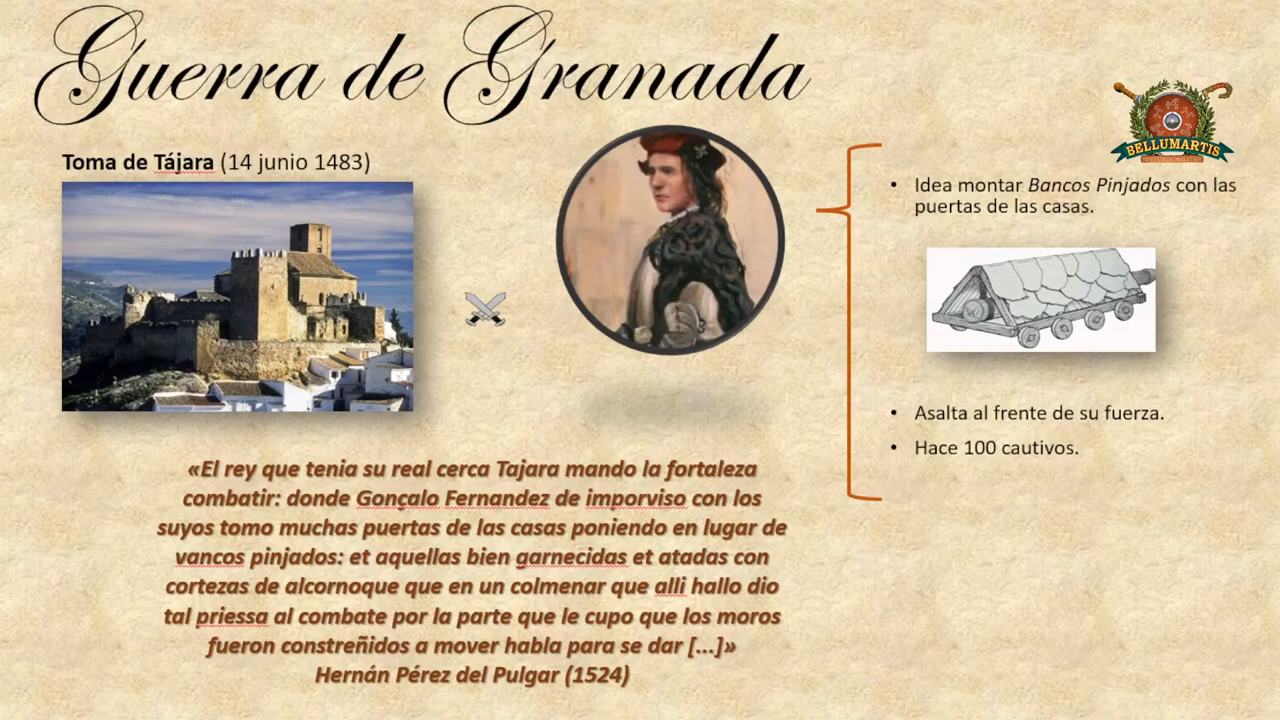 Guerra de Granada
Toma de Tájara (14 junio 1483)
BELLUMARTIS
• Idea montar Bancos Pinjados con las
puertas de las casas.
• Asalta al frente de su fuerza.
• Hace 100 cautivos.
«El rey que tenia su real cerca Tajara mando la fortaleza
combatir: donde Gonçalo Fernandez de imporviso con los
suyos tomo muchas puertas de las casas poniendo en lugar de
vancos pinjados: et aquellas bien garnecidas et atadas con
cortezas de alcornoque que en un colmenar que alli hallo dio
tal priessa al combate por la parte que le cupo que los moros
fueron constreñidos a mover habla para se dar [...]»
Hernán Pérez del Pulgar (1524)